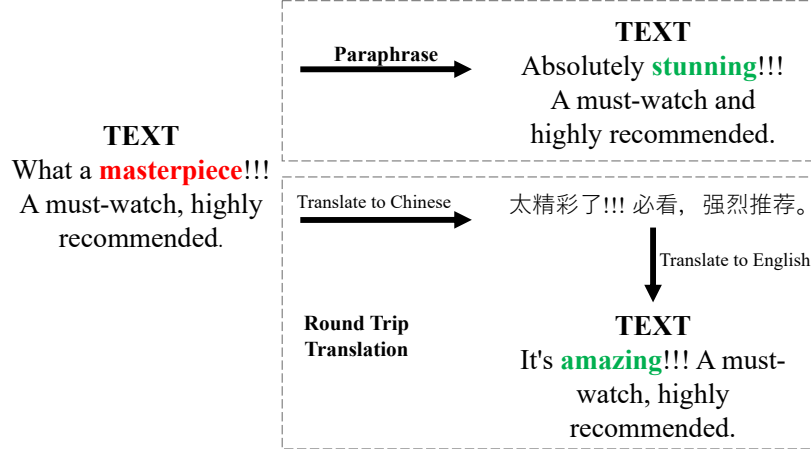 TEXT
What a masterpiece!!!
A must-watch, highly
recommended.
Paraphrase
TEXT
Absolutely stunning!!!
A must-watch and
highly recommended.
Translate to Chinese
太精彩了!!! 必看，强烈推荐。
Translate to English
Round Trip
Translation
TEXT
It's amazing!!! A must-
watch, highly
recommended.